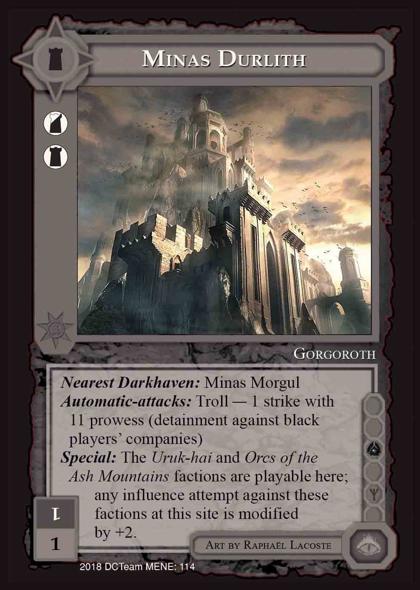 Minas Durlith
Gorgoroth
Nearest Darkhaven: Minas Morgul
Automatic-attacks: Troll — 1 strike with
11 prowess (detainment against black
players' companies)
Special: The Uruk-hai and Orcs of the
Ash Mountains factions are playable here;
any influence attempt against these
factions at this site is modified
by +2.
1
1
Art by Raphaël Lacoste
2018 DCTeam MENE: 114